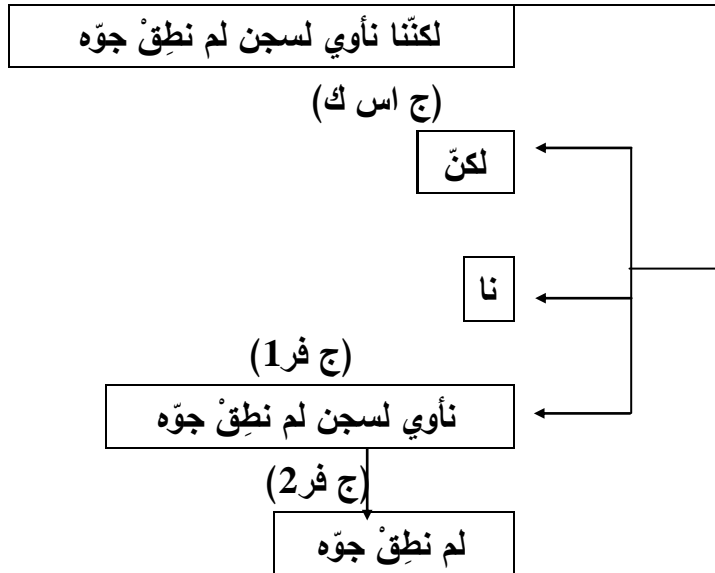 لكنّنا نأوي لسجن لم نطِقْ جوّه
(ج اس ك)
لكنّ
نا
(ج فر1)
نأوي لسجن لم نطِقْ جوّه
(ج فر2)
لم نطِقْ جوّه